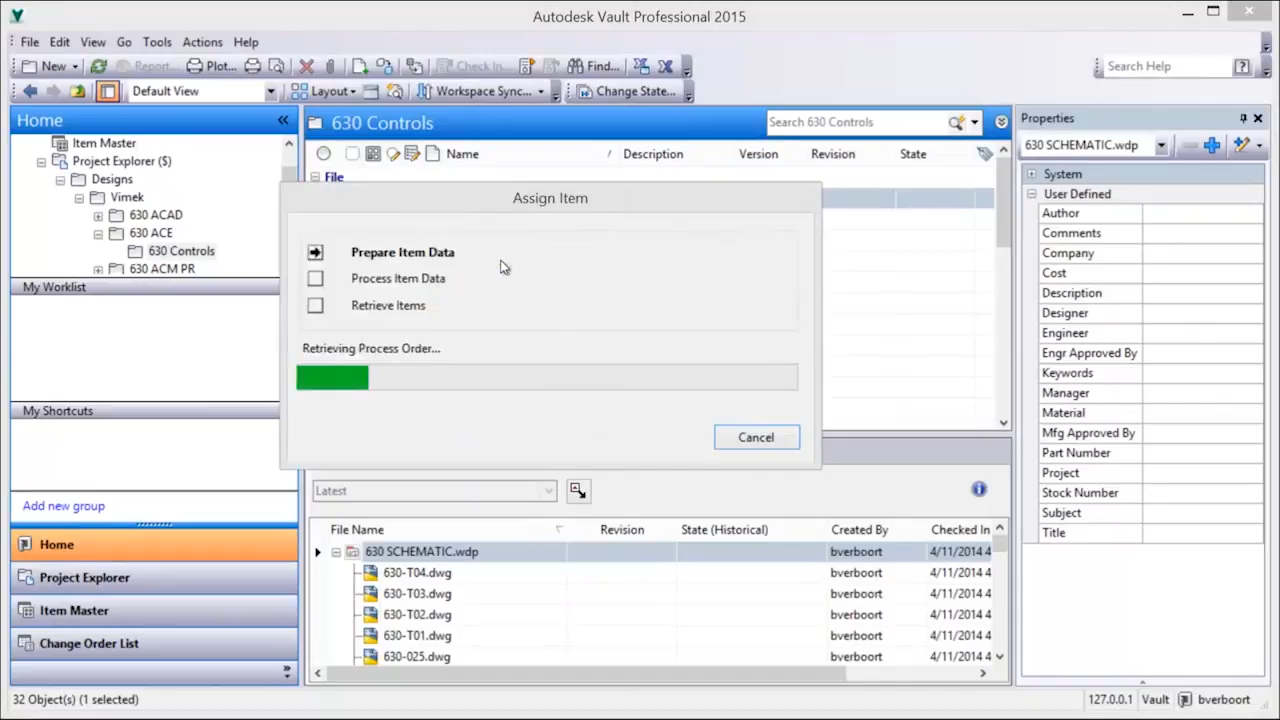 Autodesk Vault Professional 2015
File Edit View Go Tools Actions Help
New Report... Plot... Check In... Find... Search Help
Default View Layout Workspace Sync... Change State...
Home
Item Master
Project Explorer ($)
Designs
Vimek
630 ACAD
630 ACE
630 Controls
630 ACM PR
My Worklist
My Shortcuts
Add new group
Home
Project Explorer
Item Master
Change Order List
630 Controls Search 630 Controls
Name / Description Version Revision State
File
Assign Item
Prepare Item Data
Process Item Data
Retrieve Items
Retrieving Process Order...
Cancel
Latest
File Name Revision State (Historical) Created By Checked In
630 SCHEMATIC.wdp bverboort 4/11/2014 4
630-T04.dwg bverboort 4/11/2014 4
630-T03.dwg bverboort 4/11/2014 4
630-T02.dwg bverboort 4/11/2014 4
630-T01.dwg bverboort 4/11/2014 4
630-025.dwg bverboort 4/11/2014 4
Properties
630 SCHEMATIC.wdp
System
User Defined
Author
Comments
Company
Cost
Description
Designer
Engineer
Engr Approved By
Keywords
Manager
Material
Mfg Approved By
Part Number
Project
Stock Number
Subject
Title
32 Object(s) (1 selected) 127.0.0.1 Vault bverboort